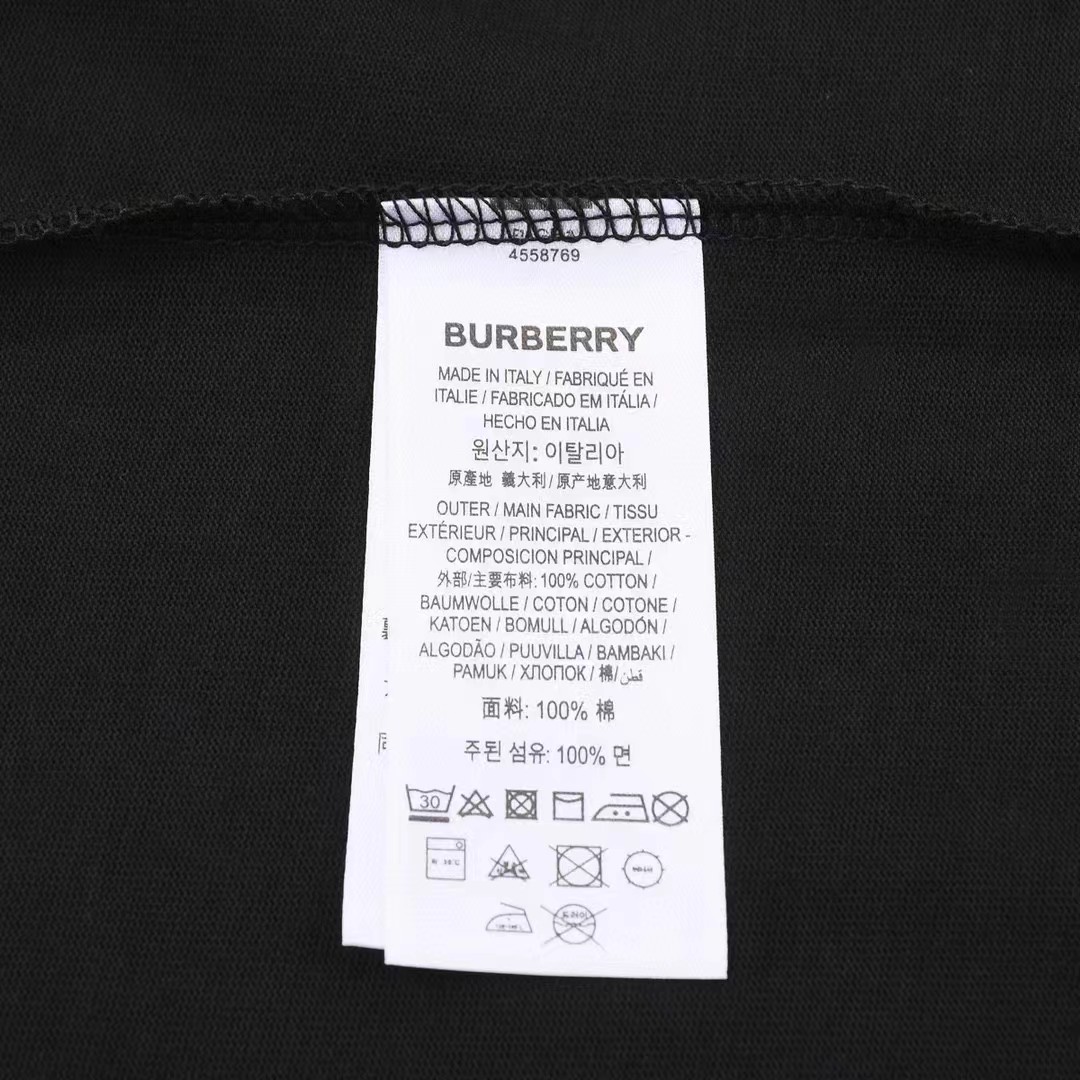 4558769
BURBERRY
MADE IN ITALY / FABRIQUÉ EN
ITALIE / FABRICADO EM ITÁLIA /
HECHO EN ITALIA
원산지: 이탈리아
原產地 義大利 / 原产地意大利
OUTER / MAIN FABRIC / TISSU
EXTÉRIEUR / PRINCIPAL / EXTERIOR -
COMPOSICION PRINCIPAL /
外部/主要布料: 100% COTTON /
BAUMWOLLE / COTON / COTONE /
KATOEN / BOMULL / ALGODÓN /
ALGODÃO / PUUVILLA / BAMBAKI /
PAMUK / ХЛОПОК / 棉/قطن
面料: 100% 棉
주된 섬유: 100% 면
30
드라이